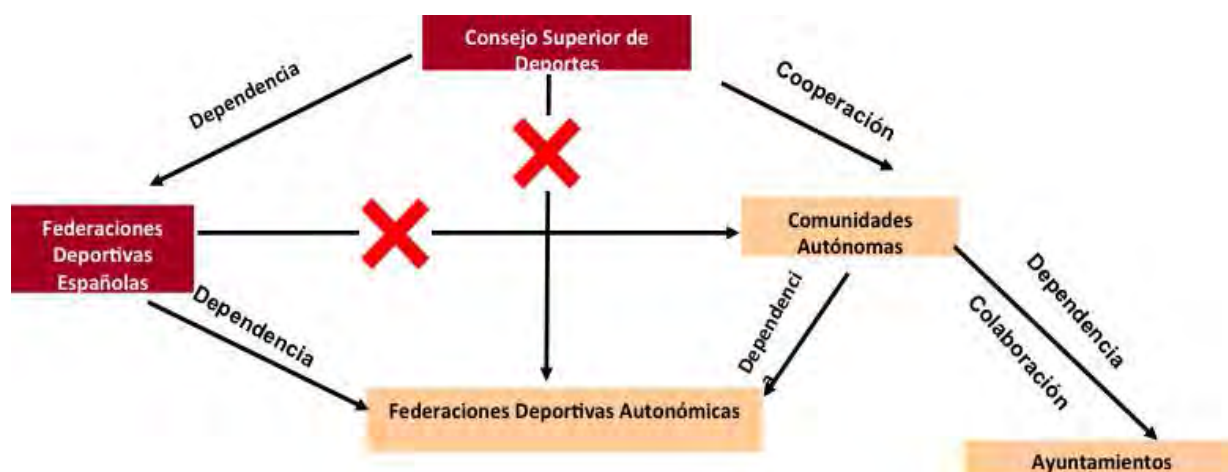 Consejo Superior de
Deportes
Dependencia
Cooperación
Federaciones
Deportivas
Españolas
Comunidades
Autónomas
Dependencia
Dependenci
a
Dependencia
Colaboración
Federaciones Deportivas Autonómicas
Ayuntamientos